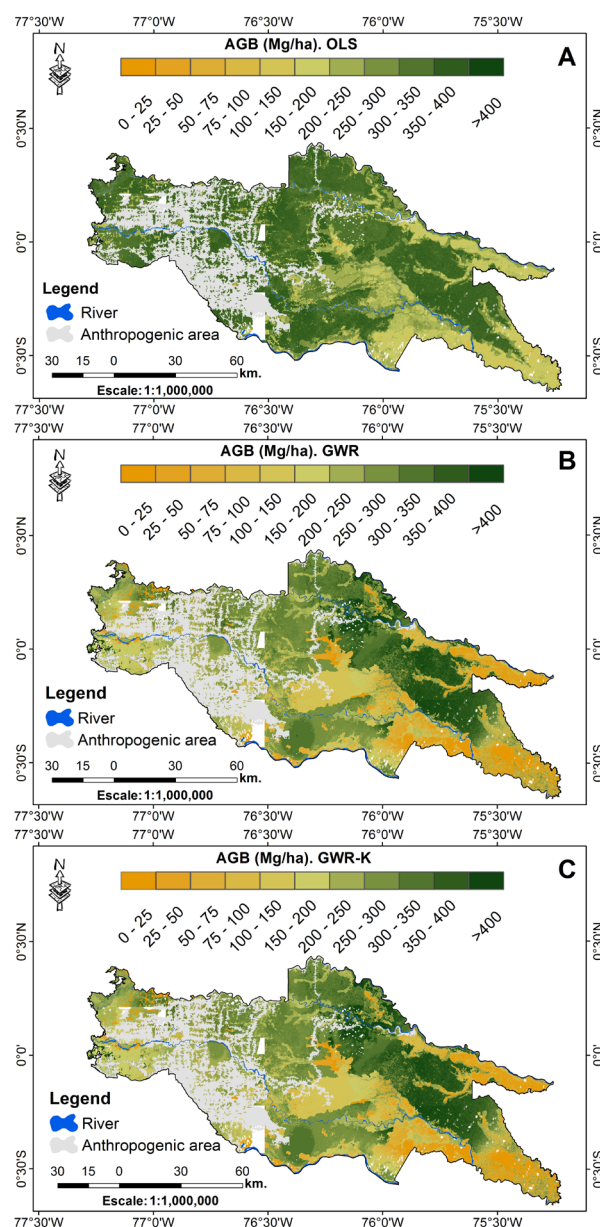 77°30'W 77°0'W 76°30'W 76°0'W 75°30'W
AGB (Mg/ha). OLS
A
N
0 - 25 25 - 50 50 - 75 75 - 100 100 - 150 150 - 200 200 - 250 250 - 300 300 - 350 350 - 400 >400
0°30'N 0°30'N
0°0' 0°0'
Legend
River
Anthropogenic area
0°30'S 0°30'S
30 15 0 30 60 km.
Escale: 1:1,000,000
77°30'W 77°0'W 76°30'W 76°0'W 75°30'W
77°30'W 77°0'W 76°30'W 76°0'W 75°30'W
AGB (Mg/ha). GWR
B
N
0 - 25 25 - 50 50 - 75 75 - 100 100 - 150 150 - 200 200 - 250 250 - 300 300 - 350 350 - 400 >400
0°30'N 0°30'N
0°0' 0°0'
Legend
River
Anthropogenic area
0°30'S 0°30'S
30 15 0 30 60 km.
Escale: 1:1,000,000
77°30'W 77°0'W 76°30'W 76°0'W 75°30'W
77°30'W 77°0'W 76°30'W 76°0'W 75°30'W
AGB (Mg/ha). GWR-K
C
N
0 - 25 25 - 50 50 - 75 75 - 100 100 - 150 150 - 200 200 - 250 250 - 300 300 - 350 350 - 400 >400
0°30'N 0°30'N
0°0' 0°0'
Legend
River
Anthropogenic area
0°30'S 0°30'S
30 15 0 30 60 km.
Escale: 1:1,000,000
77°30'W 77°0'W 76°30'W 76°0'W 75°30'W